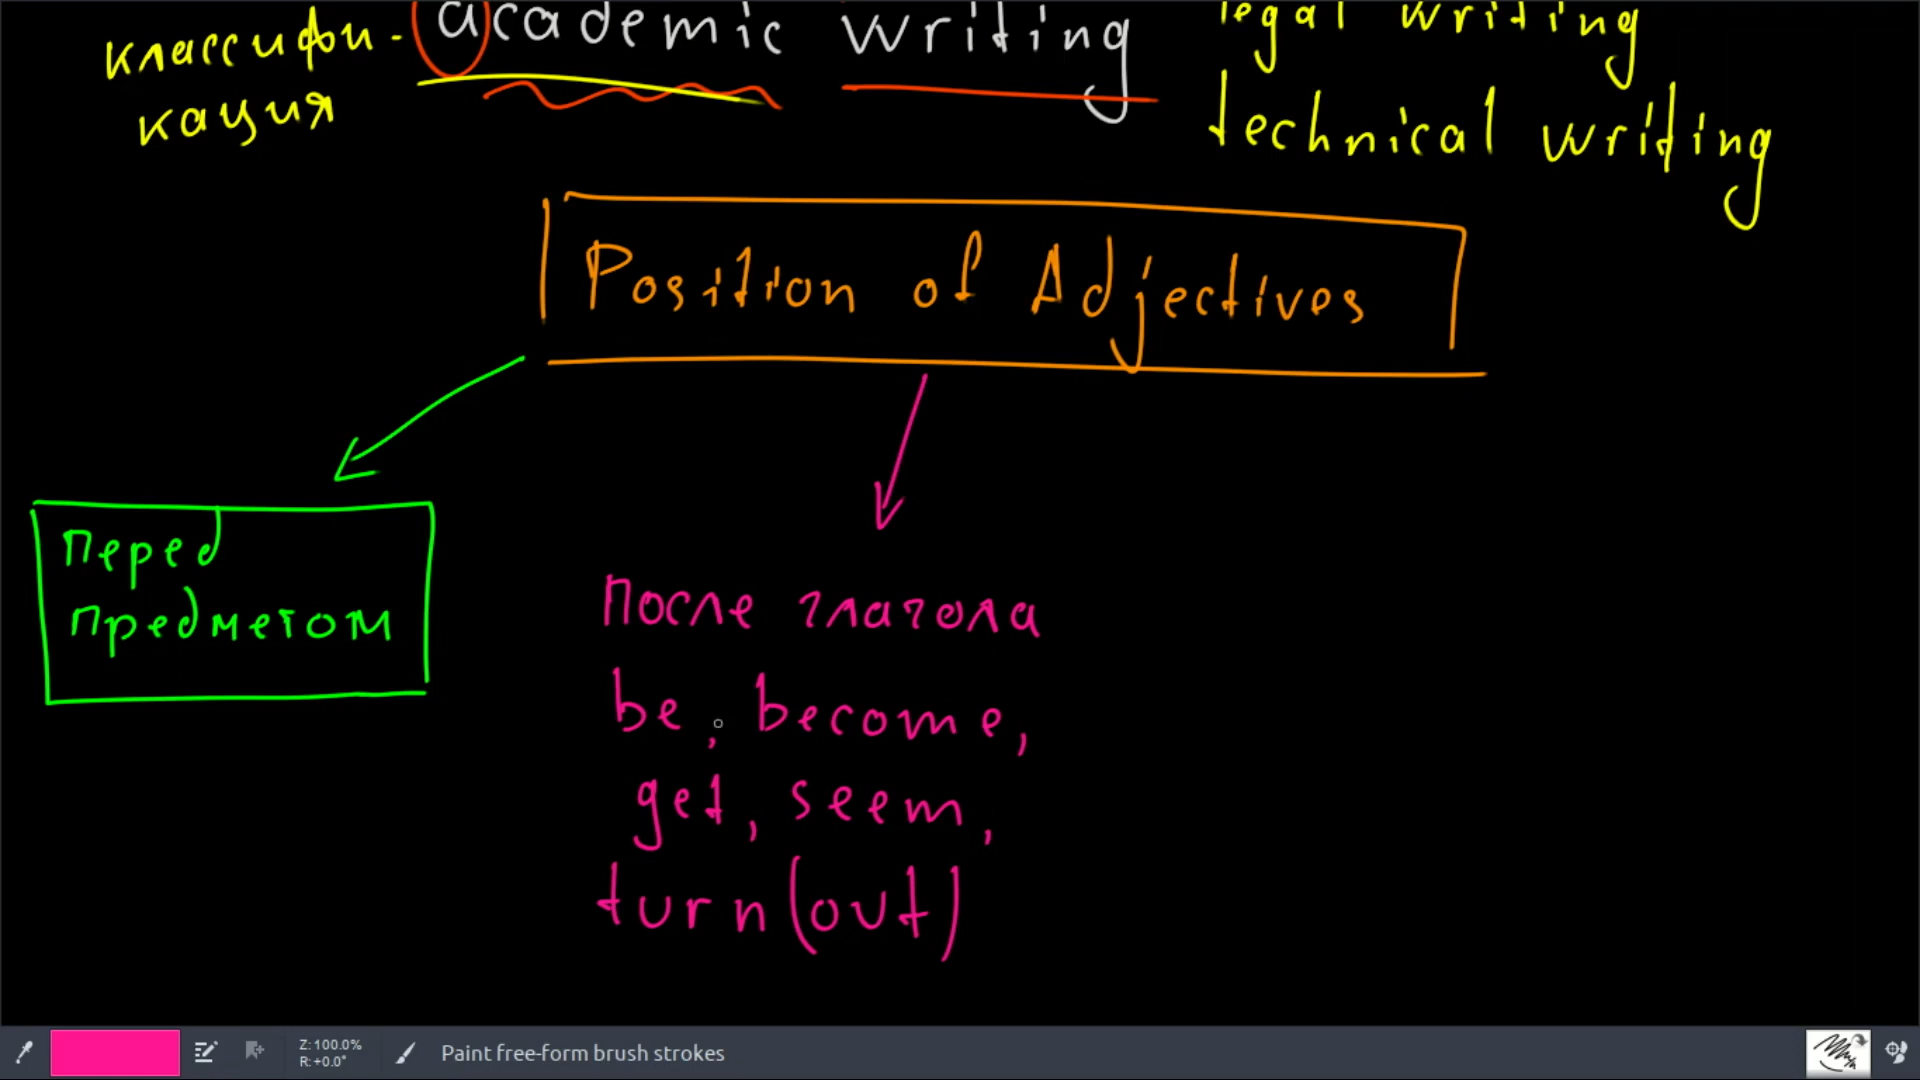 классифи-
кация
academic writing
legal writing
technical writing
Position of Adjectives
перед
предметом
после глагола
be, become,
get, seem,
turn(out)
Z:100.0%
R:+0.0°
Paint free-form brush strokes